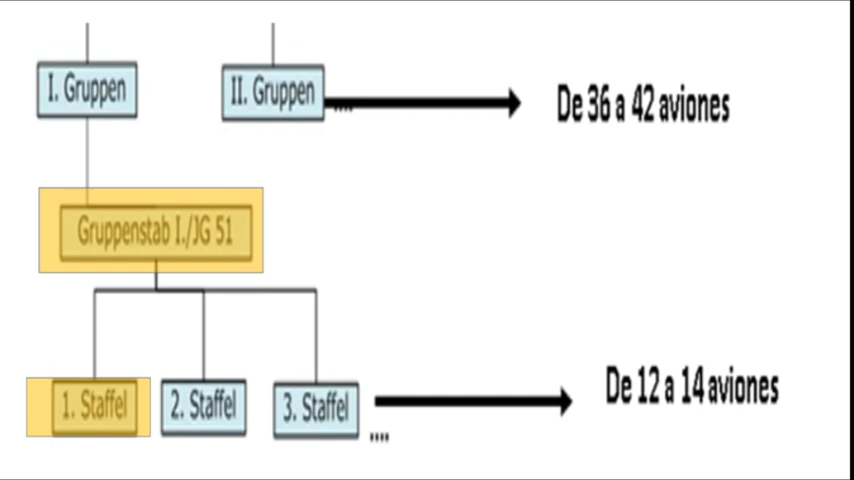 I. Gruppen
II. Gruppen
....
De 36 a 42 aviones
Gruppenstab I./JG 51
1. Staffel
2. Staffel
3. Staffel
....
De 12 a 14 aviones